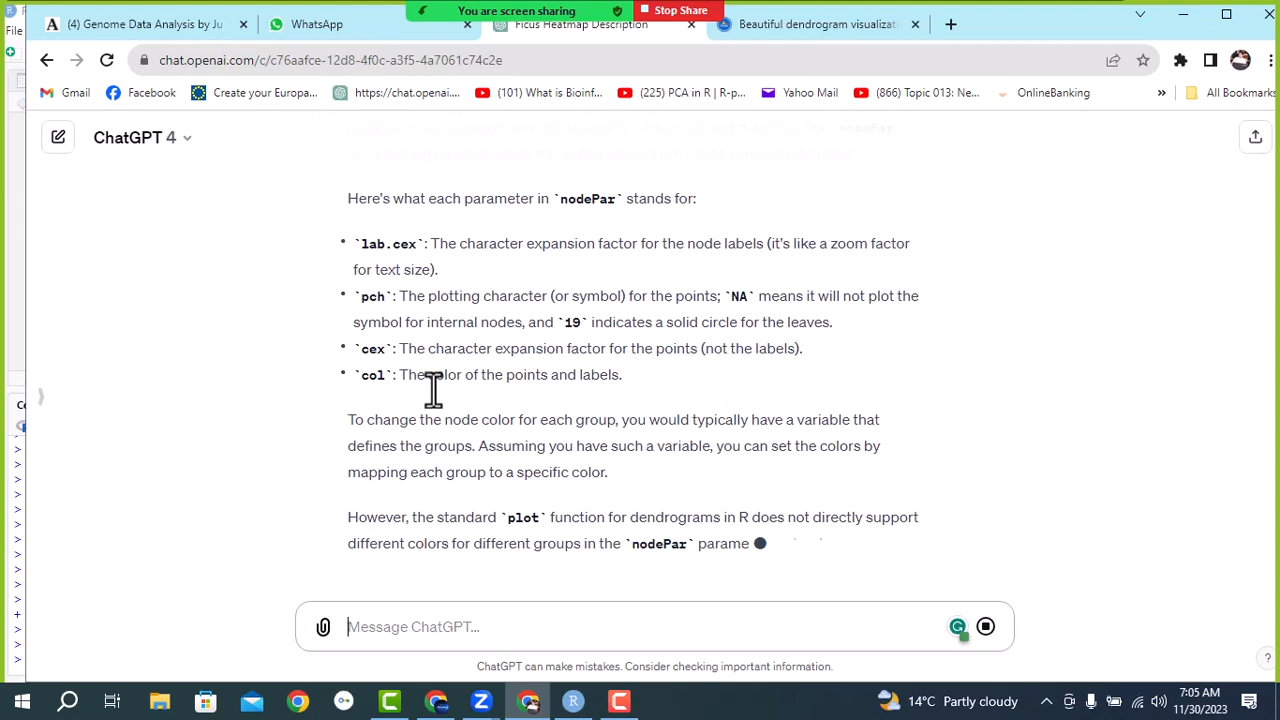 You are screen sharing
Stop Share
(4) Genome Data Analysis by Ju
WhatsApp
Ficus Heatmap Description
Beautiful dendrogram visualizati
File
chat.openai.com/c/c76aafce-12d8-4f0c-a3f5-4a7061c74c2e
Gmail
Facebook
Create your Europa...
https://chat.openai....
(101) What is Bioinf...
(225) PCA in R | R-p...
Yahoo Mail
(866) Topic 013: Ne...
OnlineBanking
»
All Bookmarks
ChatGPT 4
Here's what each parameter in `nodePar` stands for:
• `lab.cex`: The character expansion factor for the node labels (it's like a zoom factor
for text size).
• `pch`: The plotting character (or symbol) for the points; `NA` means it will not plot the
symbol for internal nodes, and `19` indicates a solid circle for the leaves.
• `cex`: The character expansion factor for the points (not the labels).
• `col`: The color of the points and labels.
To change the node color for each group, you would typically have a variable that
defines the groups. Assuming you have such a variable, you can set the colors by
mapping each group to a specific color.
However, the standard `plot` function for dendrograms in R does not directly support
different colors for different groups in the `nodePar` parame
Message ChatGPT...
ChatGPT can make mistakes. Consider checking important information.
?
14°C Partly cloudy
7:05 AM
11/30/2023